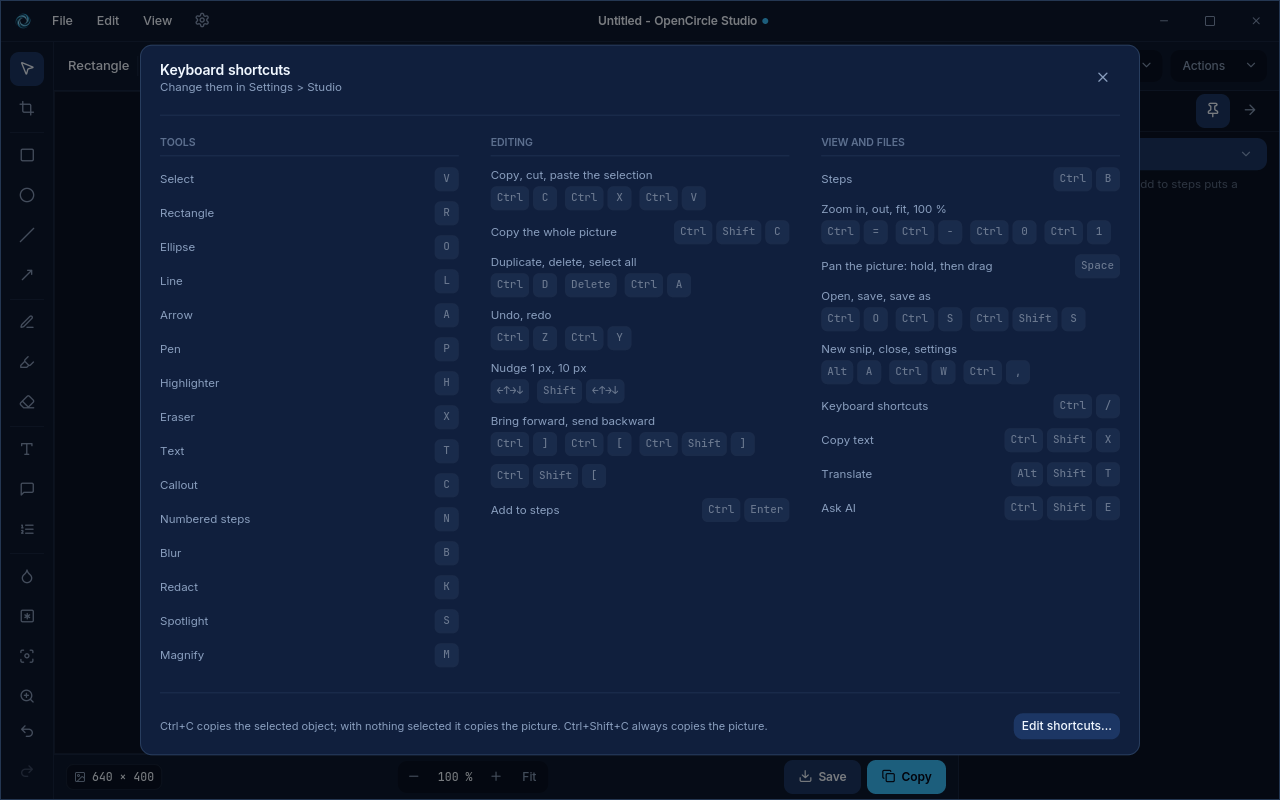 File Edit View
Untitled - OpenCircle Studio
Rectangle
Actions
Keyboard shortcuts
Change them in Settings > Studio
TOOLS
Select V
Rectangle R
Ellipse O
Line L
Arrow A
Pen P
Highlighter H
Eraser X
Text T
Callout C
Numbered steps N
Blur B
Redact K
Spotlight S
Magnify M
EDITING
Copy, cut, paste the selection
Ctrl C Ctrl X Ctrl V
Copy the whole picture Ctrl Shift C
Duplicate, delete, select all
Ctrl D Delete Ctrl A
Undo, redo
Ctrl Z Ctrl Y
Nudge 1 px, 10 px
←↑→↓ Shift ←↑→↓
Bring forward, send backward
Ctrl ] Ctrl [ Ctrl Shift ]
Ctrl Shift [
Add to steps Ctrl Enter
VIEW AND FILES
Steps Ctrl B
Zoom in, out, fit, 100 %
Ctrl = Ctrl - Ctrl 0 Ctrl 1
Pan the picture: hold, then drag Space
Open, save, save as
Ctrl O Ctrl S Ctrl Shift S
New snip, close, settings
Alt A Ctrl W Ctrl ,
Keyboard shortcuts Ctrl /
Copy text Ctrl Shift X
Translate Alt Shift T
Ask AI Ctrl Shift E
dd to steps puts a
Ctrl+C copies the selected object; with nothing selected it copies the picture. Ctrl+Shift+C always copies the picture.
Edit shortcuts...
640 × 400
100 %
Fit
Save
Copy